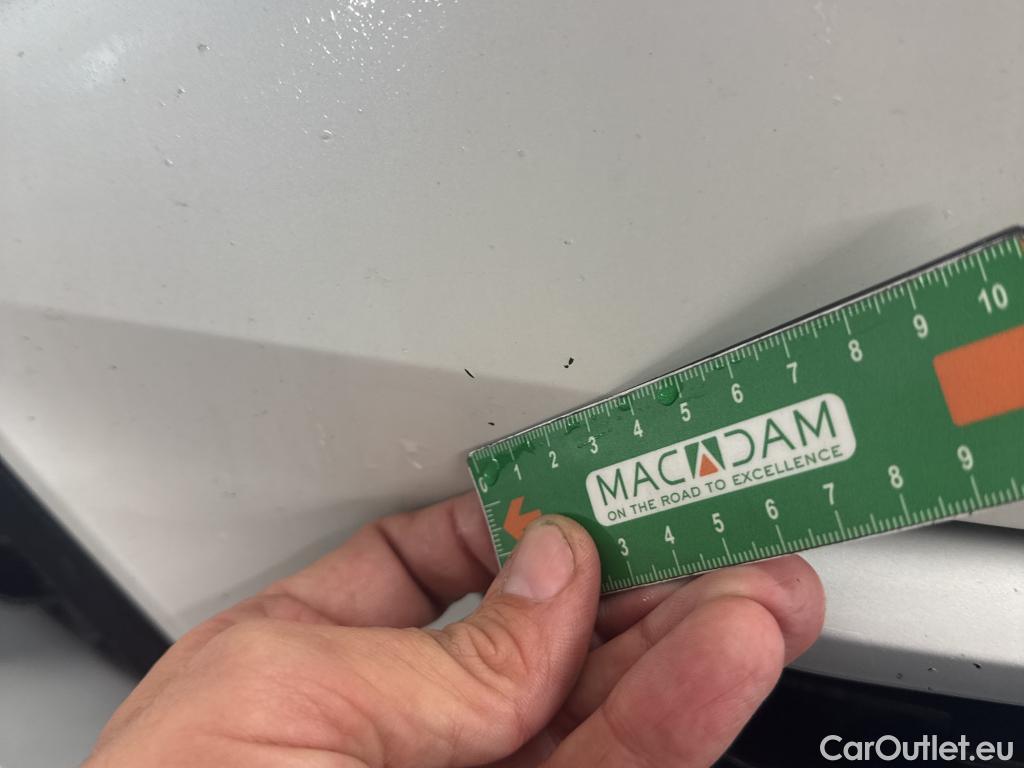 0 1 2 3 4 5 6 7 8 9 10
MACADAM
ON THE ROAD TO EXCELLENCE
3 4 5 6 7 8 9
CarOutlet.eu